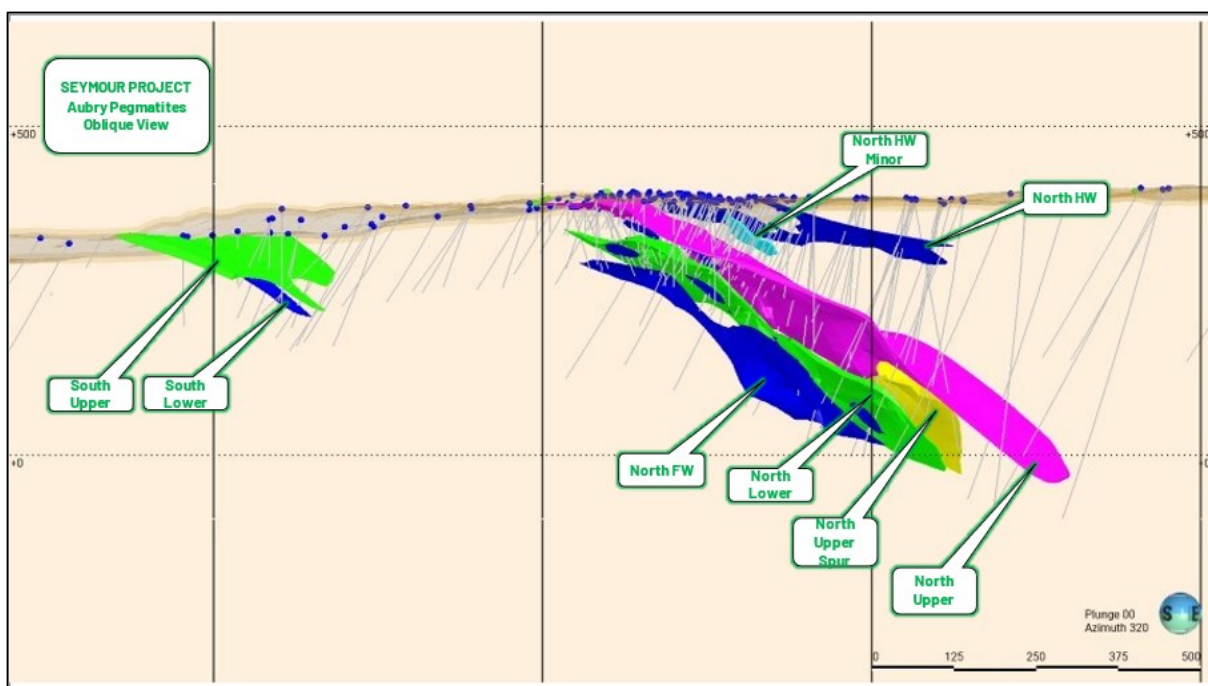 SEYMOUR PROJECT
Aubry Pegmatites
Oblique View
+500
+500
North HW
Minor
North HW
South
Upper
South
Lower
+0
North FW
North
Lower
North
Upper
Spur
North
Upper
Plunge 00
Azimuth 320
S E
0 125 250 375 500